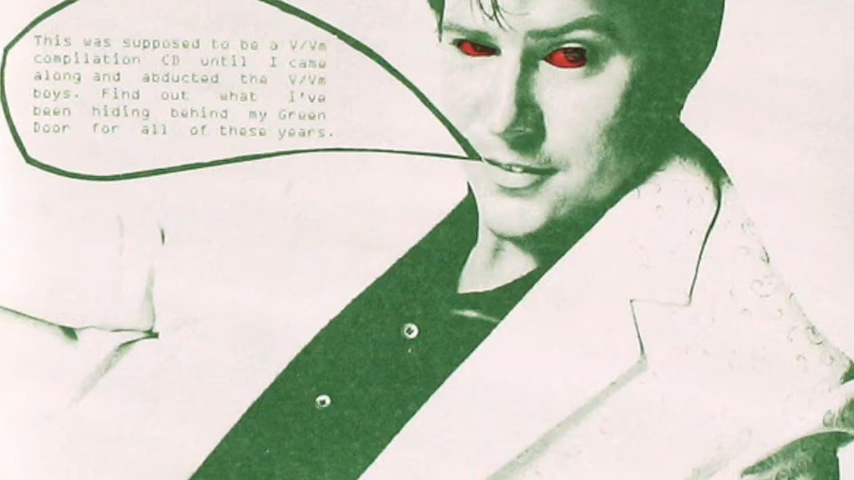 This was supposed to be a V/Vm
compilation CD until I came
along and abducted the V/Vm
boys. Find out what I've
been hiding behind my Green
Door for all of these years.